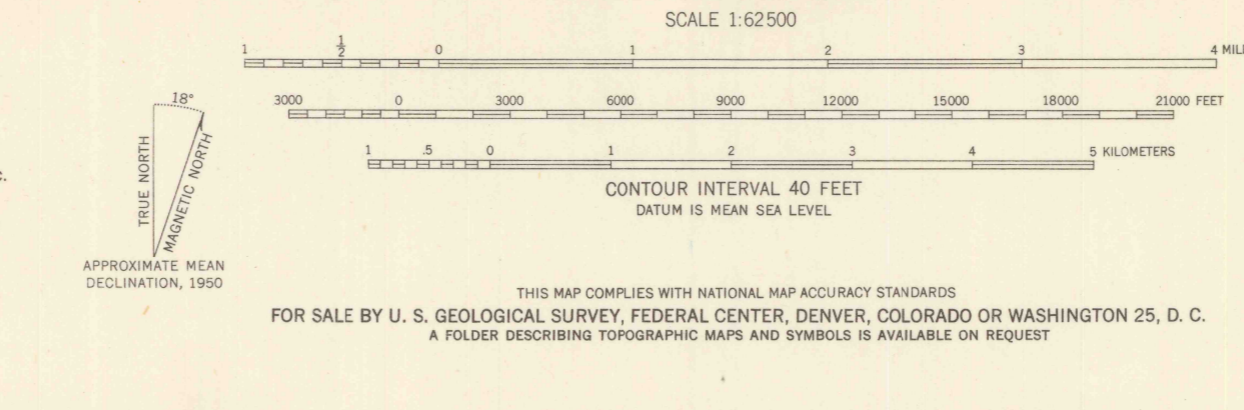 SCALE 1:62500
1 1/2 0 1 2 3 4
3000 0 3000 6000 9000 12000 15000 18000 21000 FEET
1 .5 0 1 2 3 4 5 KILOMETERS
CONTOUR INTERVAL 40 FEET
DATUM IS MEAN SEA LEVEL
18°
TRUE NORTH
MAGNETIC NORTH
APPROXIMATE MEAN
DECLINATION, 1950
THIS MAP COMPLIES WITH NATIONAL MAP ACCURACY STANDARDS
FOR SALE BY U. S. GEOLOGICAL SURVEY, FEDERAL CENTER, DENVER, COLORADO OR WASHINGTON 25, D. C.
A FOLDER DESCRIBING TOPOGRAPHIC MAPS AND SYMBOLS IS AVAILABLE ON REQUEST